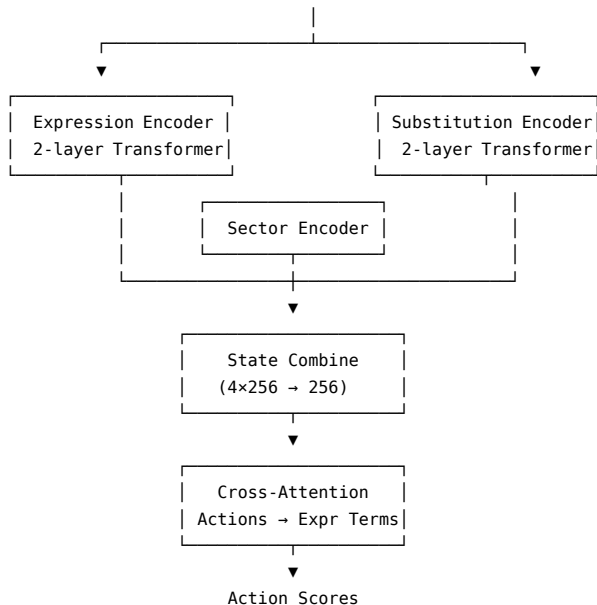 Expression Encoder
Substitution Encoder
2-layer Transformer
2-layer Transformer
Sector Encoder
State Combine
(4×256 → 256)
Cross-Attention
Actions → Expr Terms
Action Scores